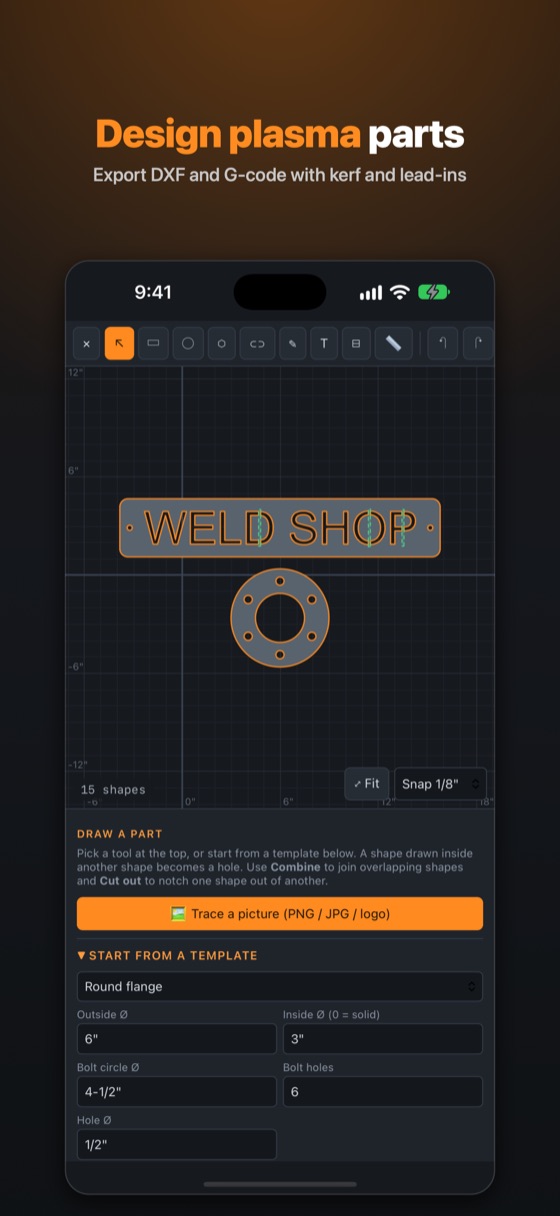 Design plasma parts
Export DXF and G-code with kerf and lead-ins
9:41
T
12"
6"
WELD SHOP
-6"
-12"
15 shapes
Fit
Snap 1/8"
-6"
0"
6"
12"
18"
DRAW A PART
Pick a tool at the top, or start from a template below. A shape drawn inside
another shape becomes a hole. Use Combine to join overlapping shapes
and Cut out to notch one shape out of another.
Trace a picture (PNG / JPG / logo)
START FROM A TEMPLATE
Round flange
Outside Ø
Inside Ø (0 = solid)
6"
3"
Bolt circle Ø
Bolt holes
4-1/2"
6
Hole Ø
1/2"